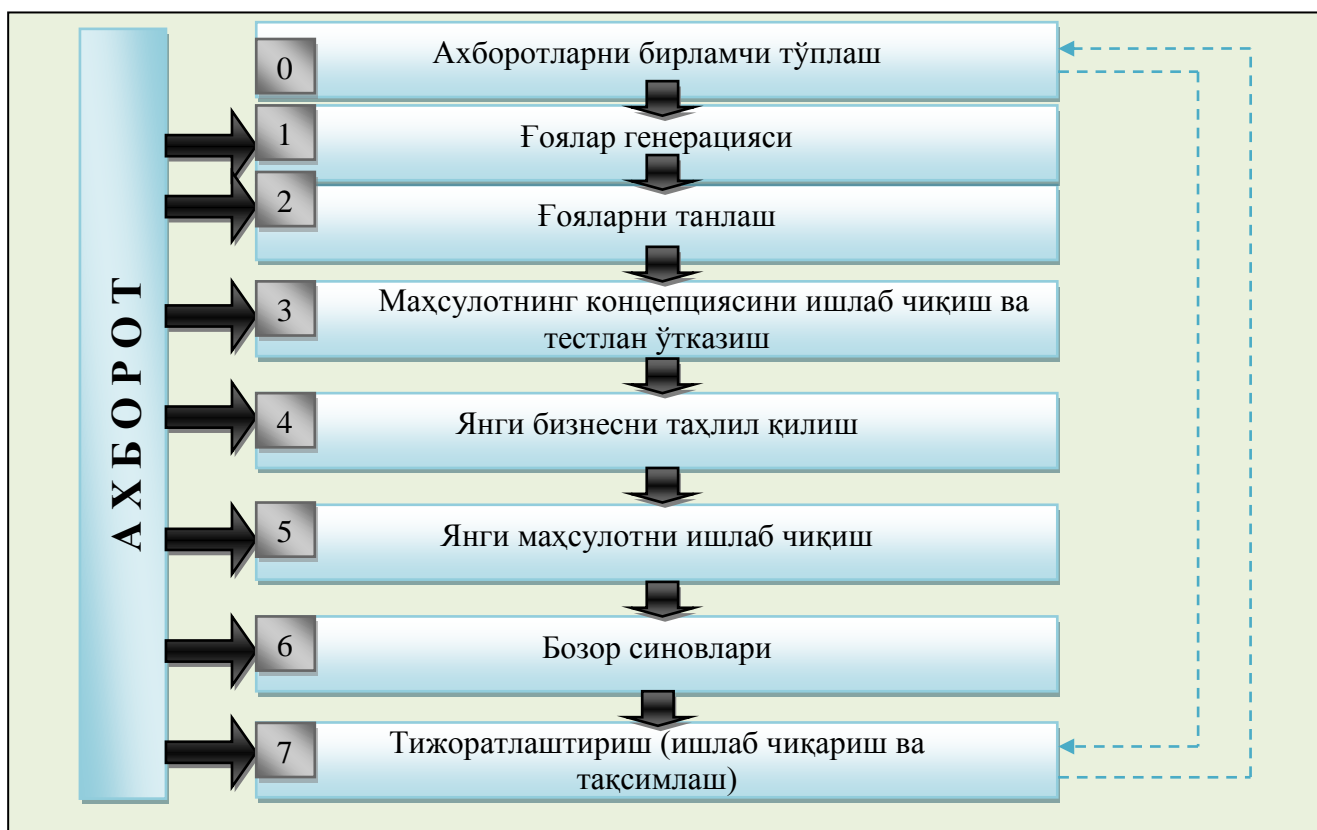 АХБОРОТ
0
Ахборотларни бирламчи тўплаш
1
Ғоялар генерацияси
2
Ғояларни танлаш
3
Маҳсулотнинг концепциясини ишлаб чиқиш ва
тестлан ўтказиш
4
Янги бизнесни таҳлил қилиш
5
Янги маҳсулотни ишлаб чиқиш
6
Бозор синовлари
7
Тижоратлаштириш (ишлаб чиқариш ва
тақсимлаш)